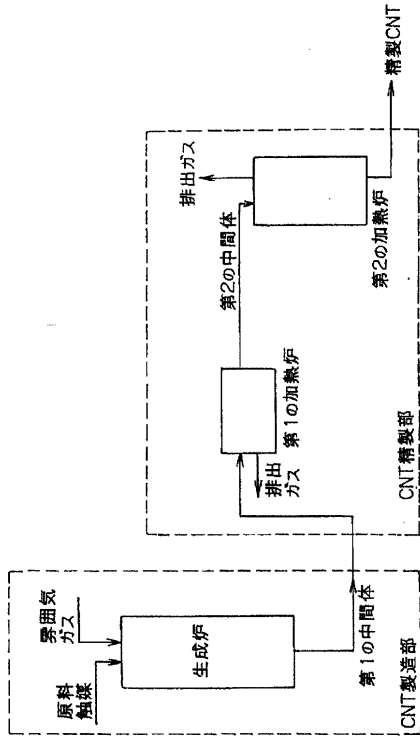 雰囲気
ガス
原料
触媒
生成炉
第1の中間体
CNT製造部
排出
ガス
第1の加熱炉
第2の中間体
排出ガス
第2の加熱炉
CNT精製部
精製CNT